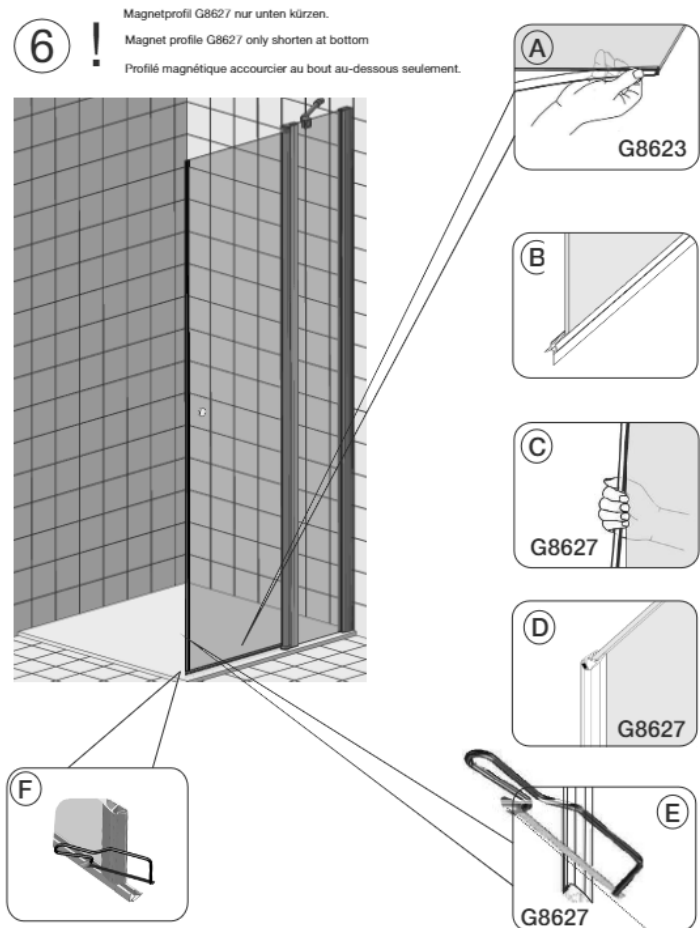 6 !
Magnetprofil G8627 nur unten kürzen.
Magnet profile G8627 only shorten at bottom
Profilé magnétique accourcier au bout au-dessous seulement.
A
G8623
B
C
G8627
D
G8627
E
G8627
F